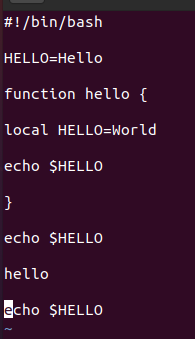 #!/bin/bash
HELLO=Hello
function hello {
local HELLO=World
echo $HELLO
}
echo $HELLO
hello
echo $HELLO
~